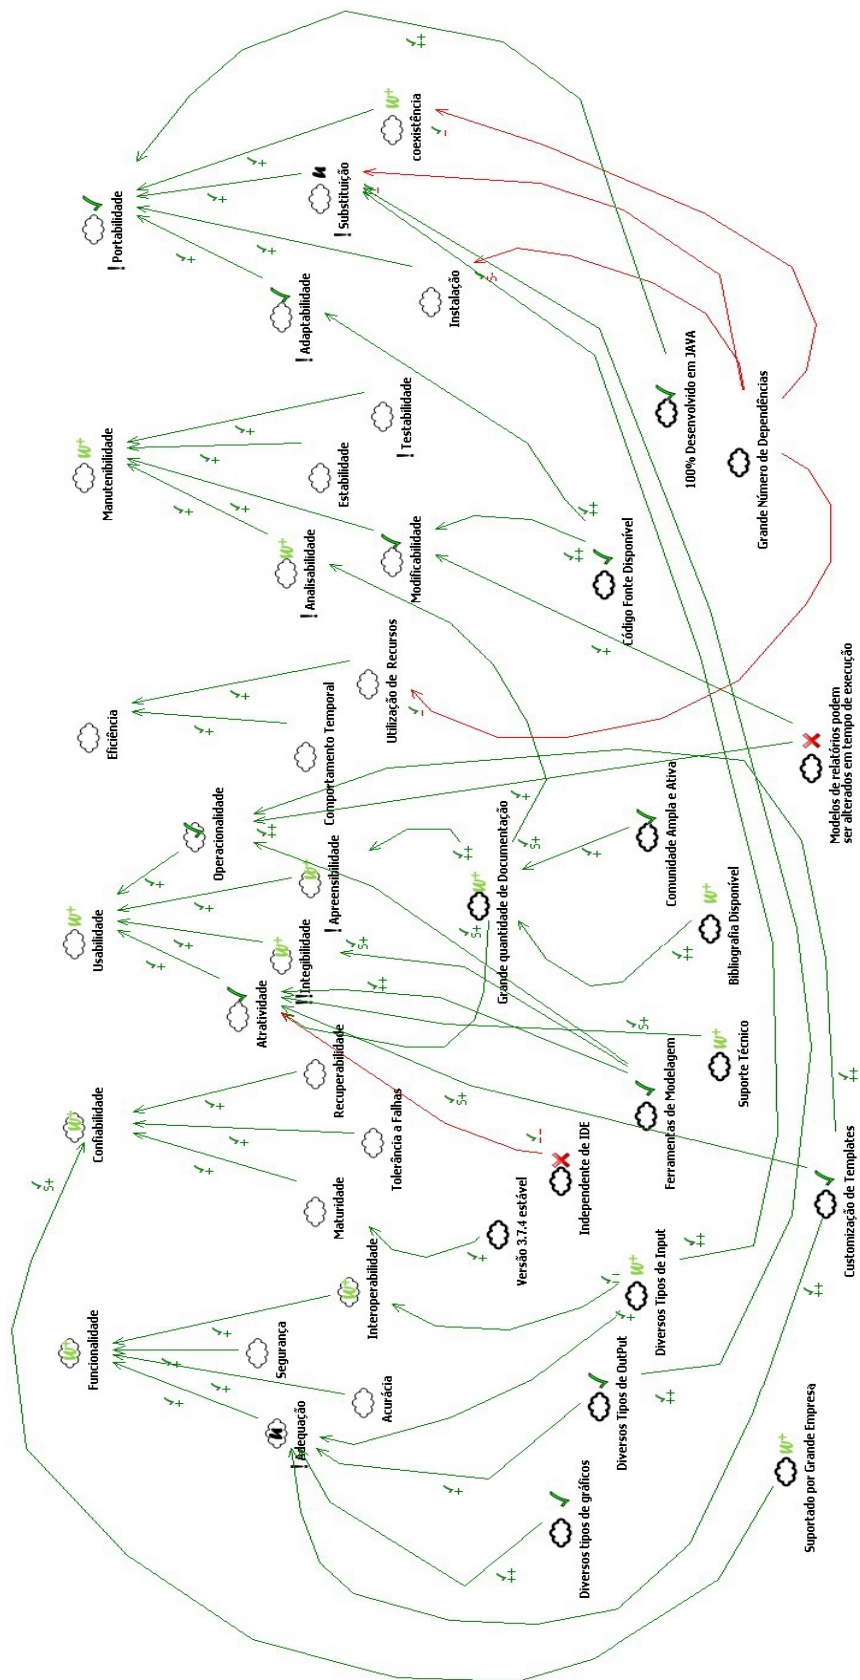 Funcionalidade
Confiabilidade
Usabilidade
Eficiência
Manutenibilidade
! Portabilidade
! Adequação
Acurácia
Segurança
Interoperabilidade
Maturidade
Tolerância a Falhas
Recuperabilidade
Atratividade
!! Integibilidade
! Apreensibilidade
Operacionalidade
Comportamento Temporal
Utilização de Recursos
! Analisabilidade
Modificabilidade
Estabilidade
! Testabilidade
! Adaptabilidade
Instalação
! Substituição
coexistência
Versão 3.7.4 estável
Independente de IDE
Grande quantidade de Documentação
Código Fonte Disponível
100% Desenvolvido em JAVA
Diversos tipos de gráficos
Diversos Tipos de OutPut
Diversos Tipos de Input
Ferramentas de Modelagem
Suporte Técnico
Bibliografia Disponível
Comunidade Ampla e Ativa
Grande Número de Dependências
Suportado por Grande Empresa
Customização de Templates
Modelos de relatórios podem
ser alterados em tempo de execução